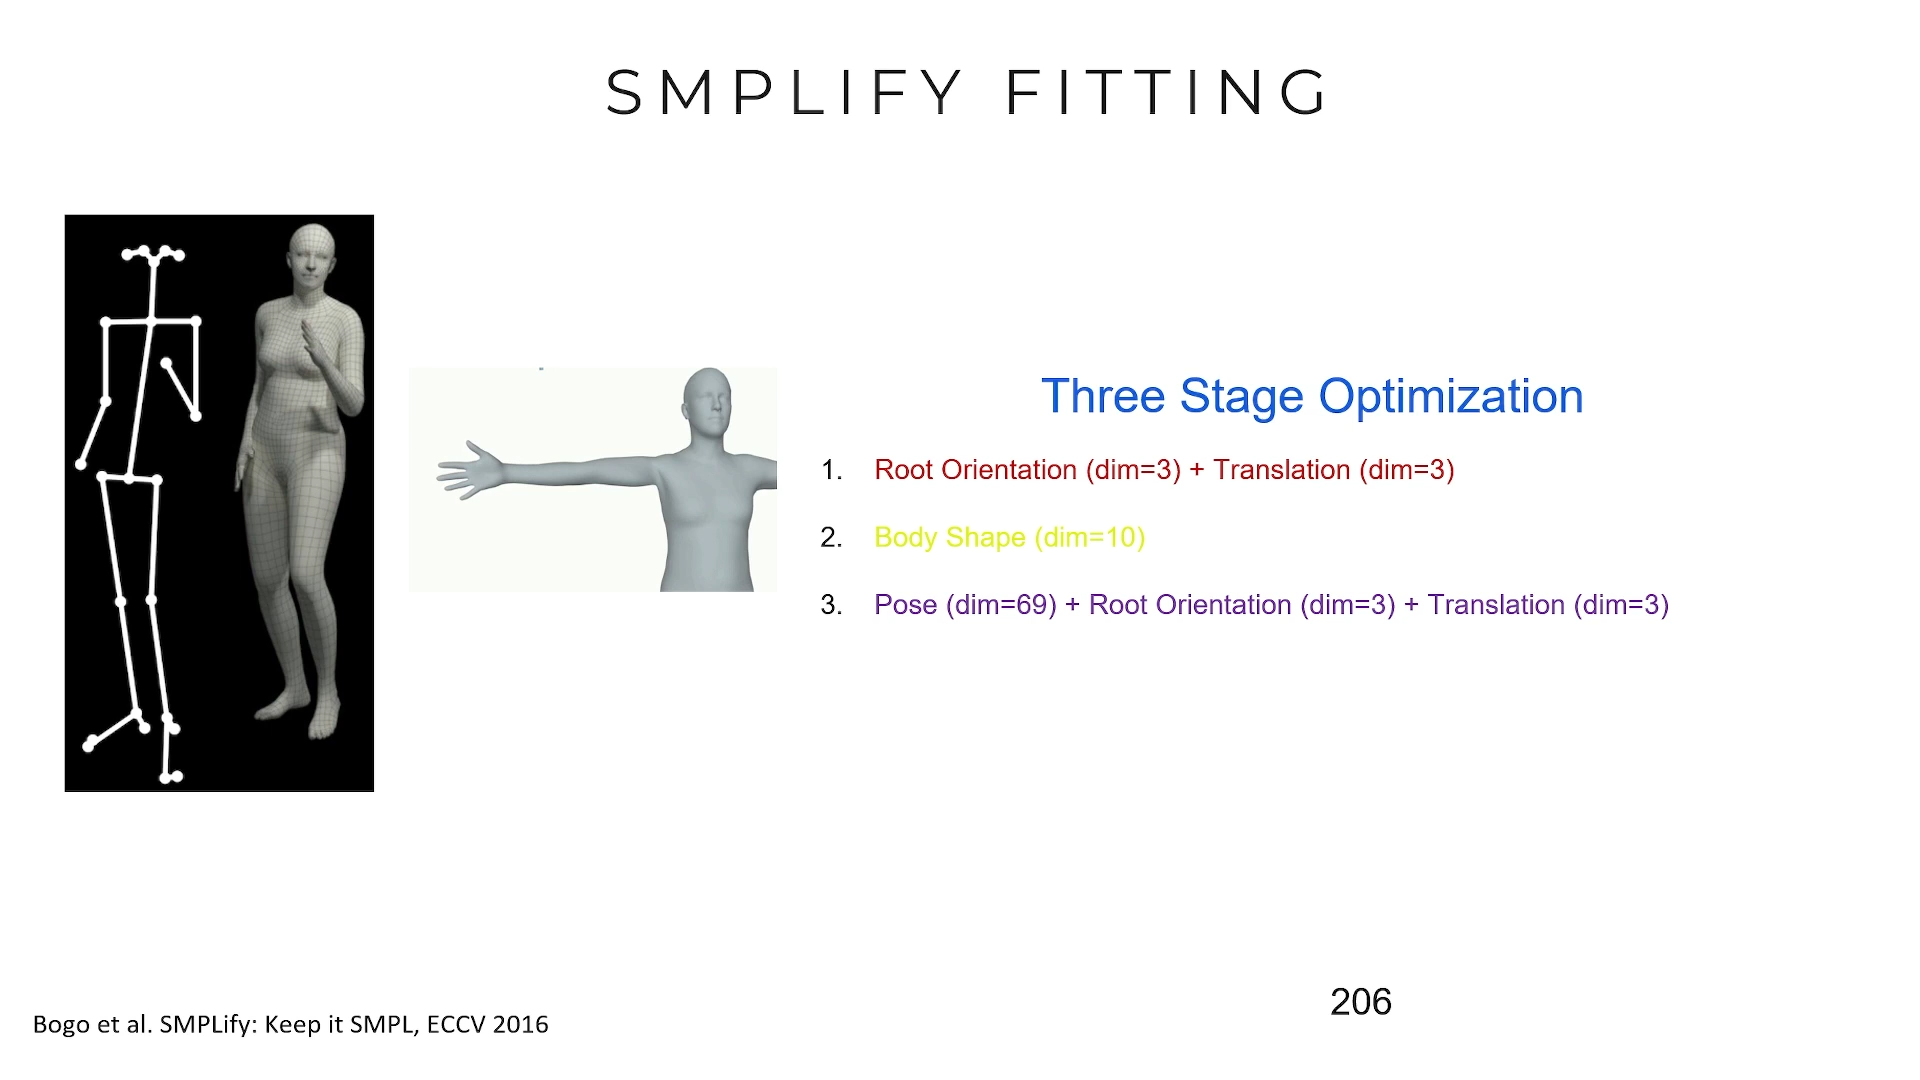 SMPLIFY FITTING
Three Stage Optimization
1. Root Orientation (dim=3) + Translation (dim=3)
2. Body Shape (dim=10)
3. Pose (dim=69) + Root Orientation (dim=3) + Translation (dim=3)
206
Bogo et al. SMPLify: Keep it SMPL, ECCV 2016